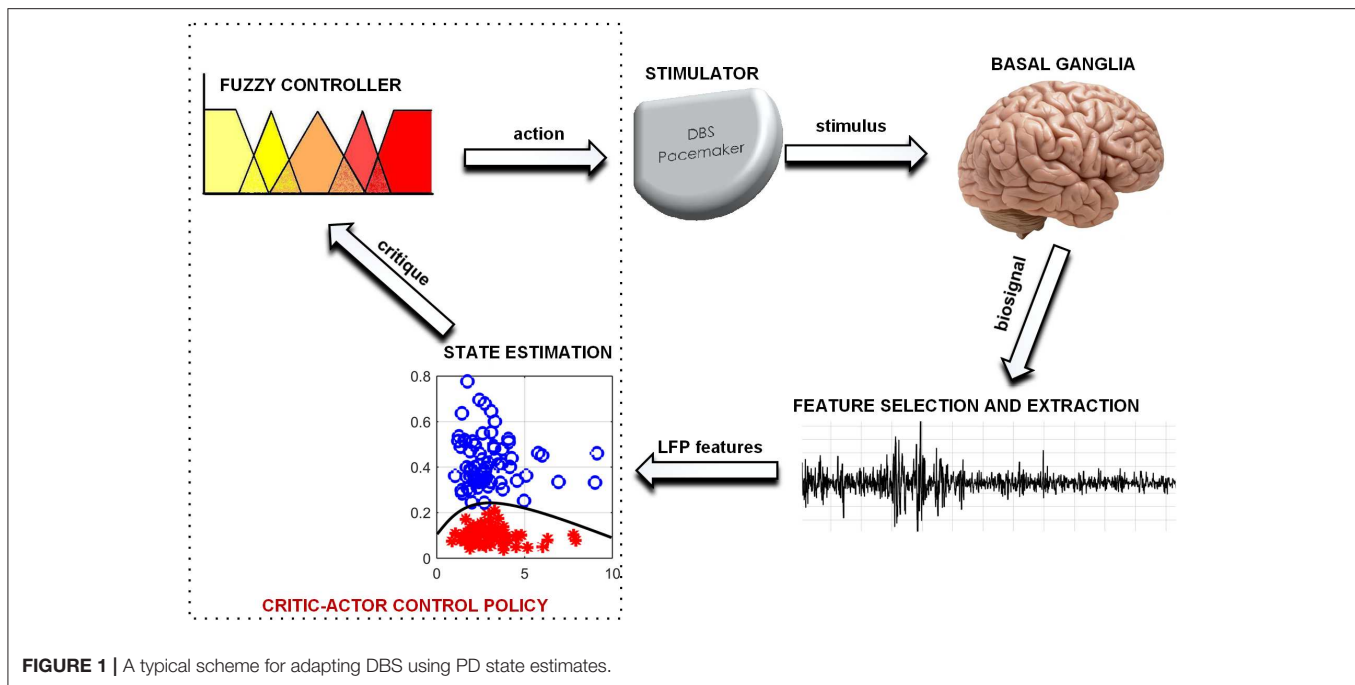 FUZZY CONTROLLER
action
STIMULATOR
DBS
Pacemaker
stimulus
BASAL GANGLIA
critique
biosignal
STATE ESTIMATION
0.8
0.6
0.4
0.2
0
0
5
10
LFP features
FEATURE SELECTION AND EXTRACTION
CRITIC-ACTOR CONTROL POLICY
FIGURE 1 | A typical scheme for adapting DBS using PD state estimates.